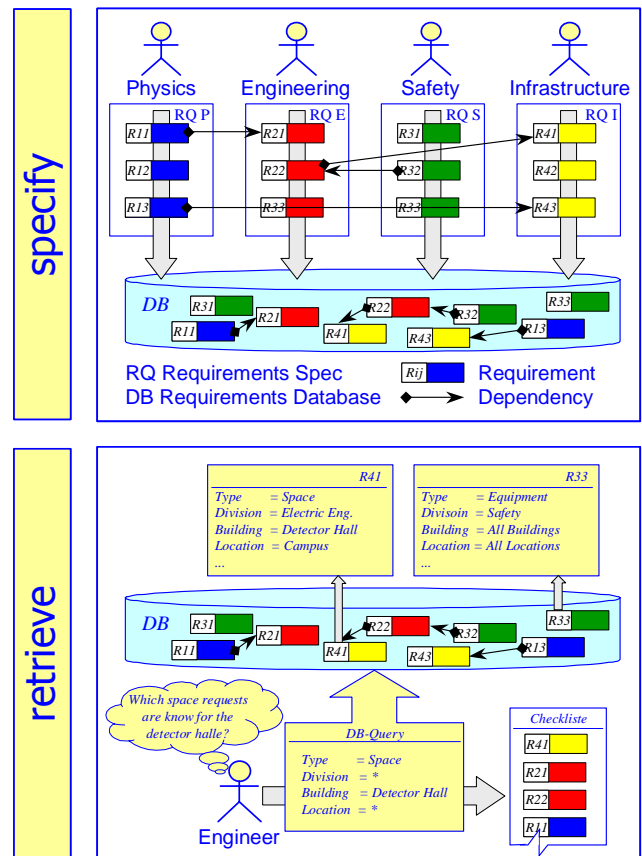 specify
Physics Engineering Safety Infrastructure
RQ P RQ E RQ S RQ I
R11 R21 R31 R41
R12 R22 R32 R42
R13 R33 R33 R43
DB
R31 R11 R21 R22 R41 R32 R43 R13 R33
RQ Requirements Spec Rij Requirement
DB Requirements Database Dependency
retrieve
R41
Type = Space
Division = Electric Eng.
Building = Detector Hall
Location = Campus
...
R33
Type = Equipment
Divisoin = Safety
Building = All Buildings
Location = All Locations
...
DB
R31 R11 R21 R22 R41 R32 R43 R13 R33
Which space requests
are know for the
detector halle?
Engineer
DB-Query
Type = Space
Division = *
Building = Detector Hall
Location = *
Checkliste
R41
R21
R22
R11